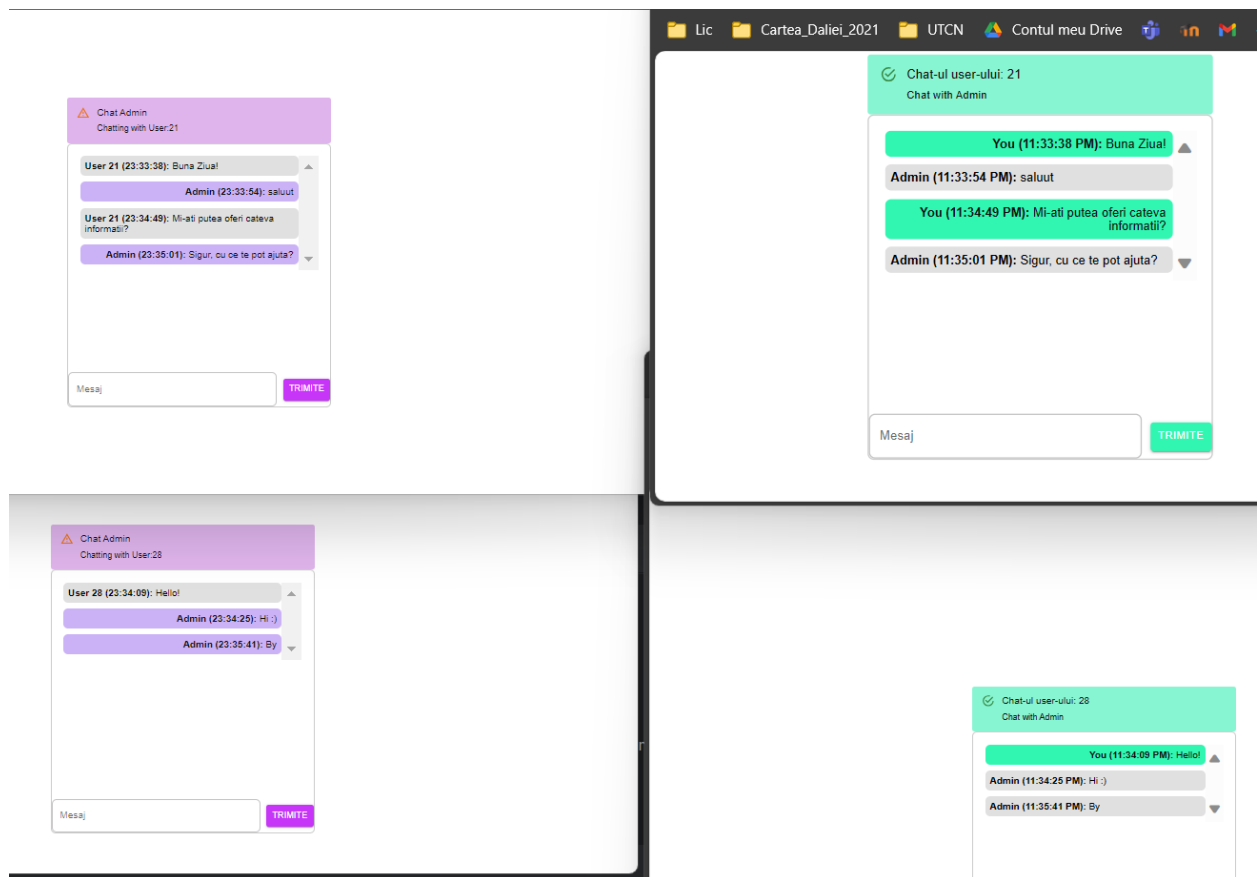 Lic Cartea_Daliei_2021 UTCN Contul meu Drive
Chat Admin
Chatting with User:21
User 21 (23:33:38): Buna Ziua!
Admin (23:33:54): saluut
User 21 (23:34:49): Mi-ati putea oferi cateva
informatii?
Admin (23:35:01): Sigur, cu ce te pot ajuta?
Mesaj
TRIMITE
Chat-ul user-ului: 21
Chat with Admin
You (11:33:38 PM): Buna Ziua!
Admin (11:33:54 PM): saluut
You (11:34:49 PM): Mi-ati putea oferi cateva
informatii?
Admin (11:35:01 PM): Sigur, cu ce te pot ajuta?
Mesaj
TRIMITE
Chat Admin
Chatting with User:28
User 28 (23:34:09): Hello!
Admin (23:34:25): Hi :)
Admin (23:35:41): By
Mesaj
TRIMITE
Chat-ul user-ului: 28
Chat with Admin
You (11:34:09 PM): Hello!
Admin (11:34:25 PM): Hi :)
Admin (11:35:41 PM): By